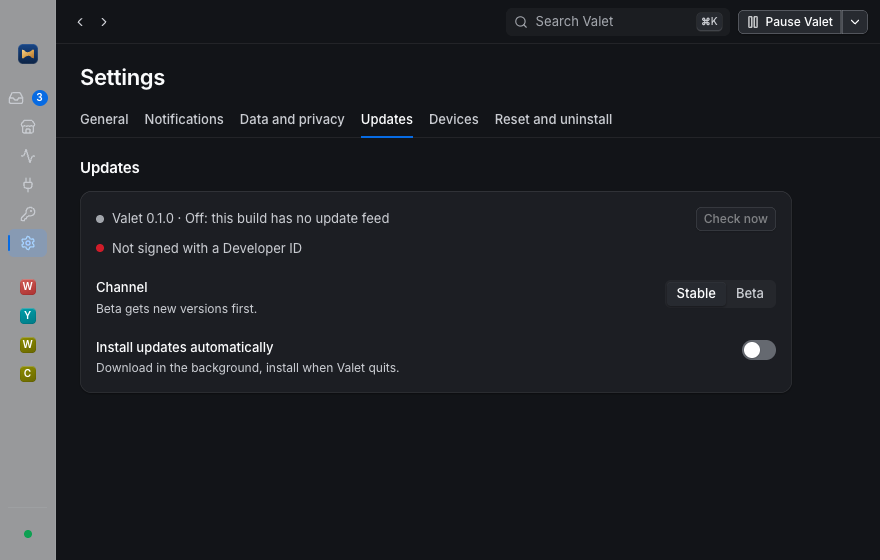 Search Valet
⌘K
Pause Valet
3
Settings
General
Notifications
Data and privacy
Updates
Devices
Reset and uninstall
Updates
Valet 0.1.0 · Off: this build has no update feed
Check now
Not signed with a Developer ID
Channel
Beta gets new versions first.
Stable
Beta
Install updates automatically
Download in the background, install when Valet quits.
W
Y
W
C